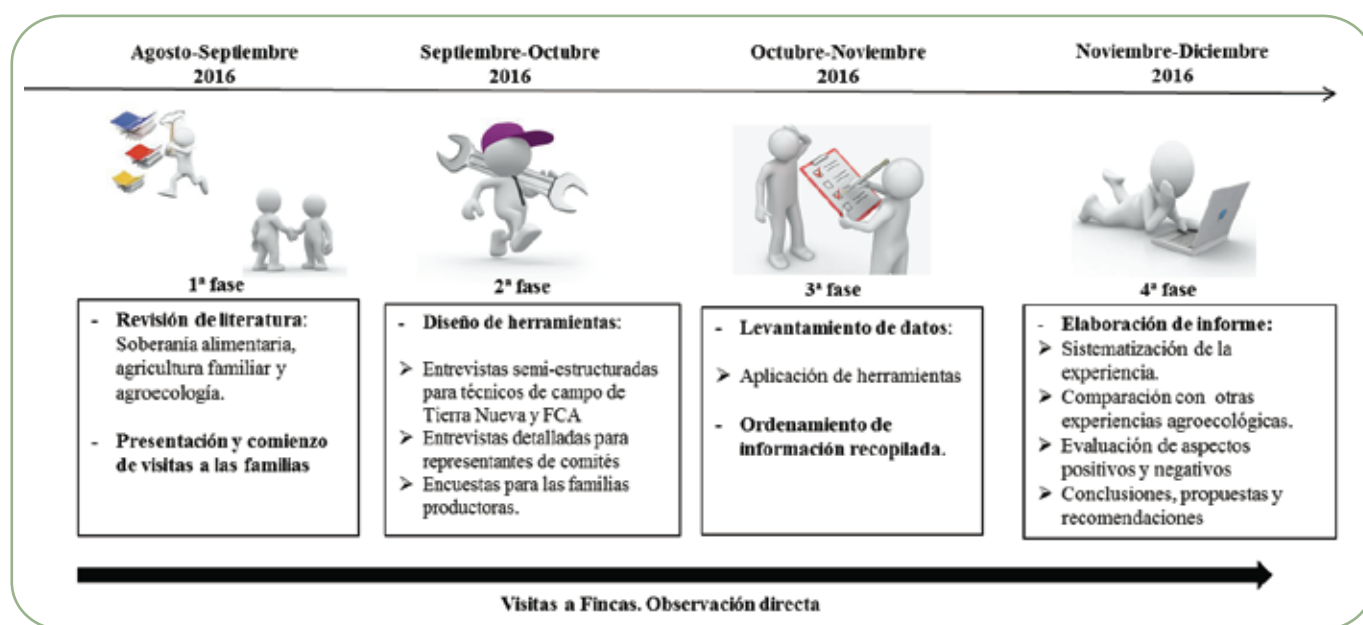 Agosto-Septiembre
2016
Septiembre-Octubre
2016
Octubre-Noviembre
2016
Noviembre-Diciembre
2016
1ª fase
- Revisión de literatura:
Soberanía alimentaria,
agricultura familiar y
agroecología.
- Presentación y comienzo
de visitas a las familias
2ª fase
- Diseño de herramientas:
➢ Entrevistas semi-estructuradas
para técnicos de campo de
Tierra Nueva y FCA
➢ Entrevistas detalladas para
representantes de comités
➢ Encuestas para las familias
productoras.
3ª fase
- Levantamiento de datos:
➢ Aplicación de herramientas
- Ordenamiento de
información recopilada.
4ª fase
- Elaboración de informe:
➢ Sistematización de la
experiencia.
➢ Comparación con otras
experiencias agroecológicas.
➢ Evaluación de aspectos
positivos y negativos
➢ Conclusiones, propuestas y
recomendaciones
Visitas a Fincas. Observación directa